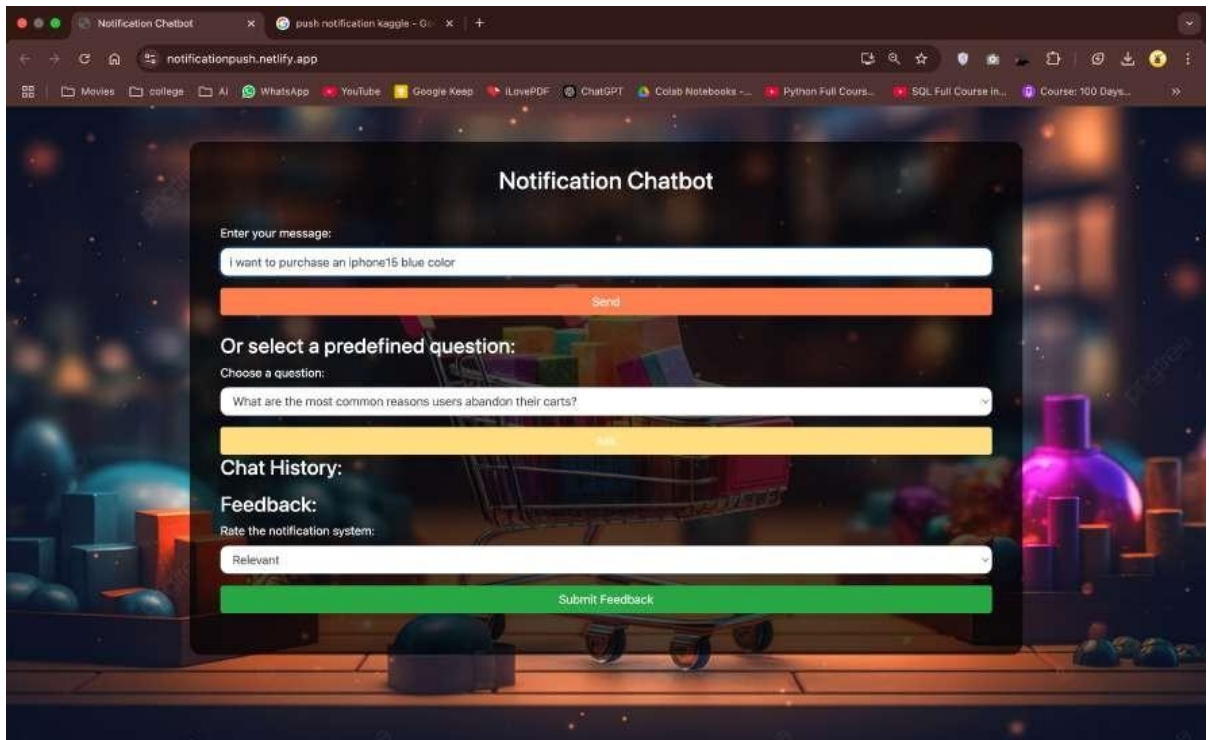 Notification Chatbot
push notification kaggle - Go
notificationpush.netlify.app
Movies college AI WhatsApp YouTube Google Keep iLovePDF ChatGPT Colab Notebooks -... Python Full Cours... SQL Full Course in... Course: 100 Days...
Notification Chatbot
Enter your message:
i want to purchase an iphone15 blue color
Send
Or select a predefined question:
Choose a question:
What are the most common reasons users abandon their carts?
Ask
Chat History:
Feedback:
Rate the notification system:
Relevant
Submit Feedback
pngtree